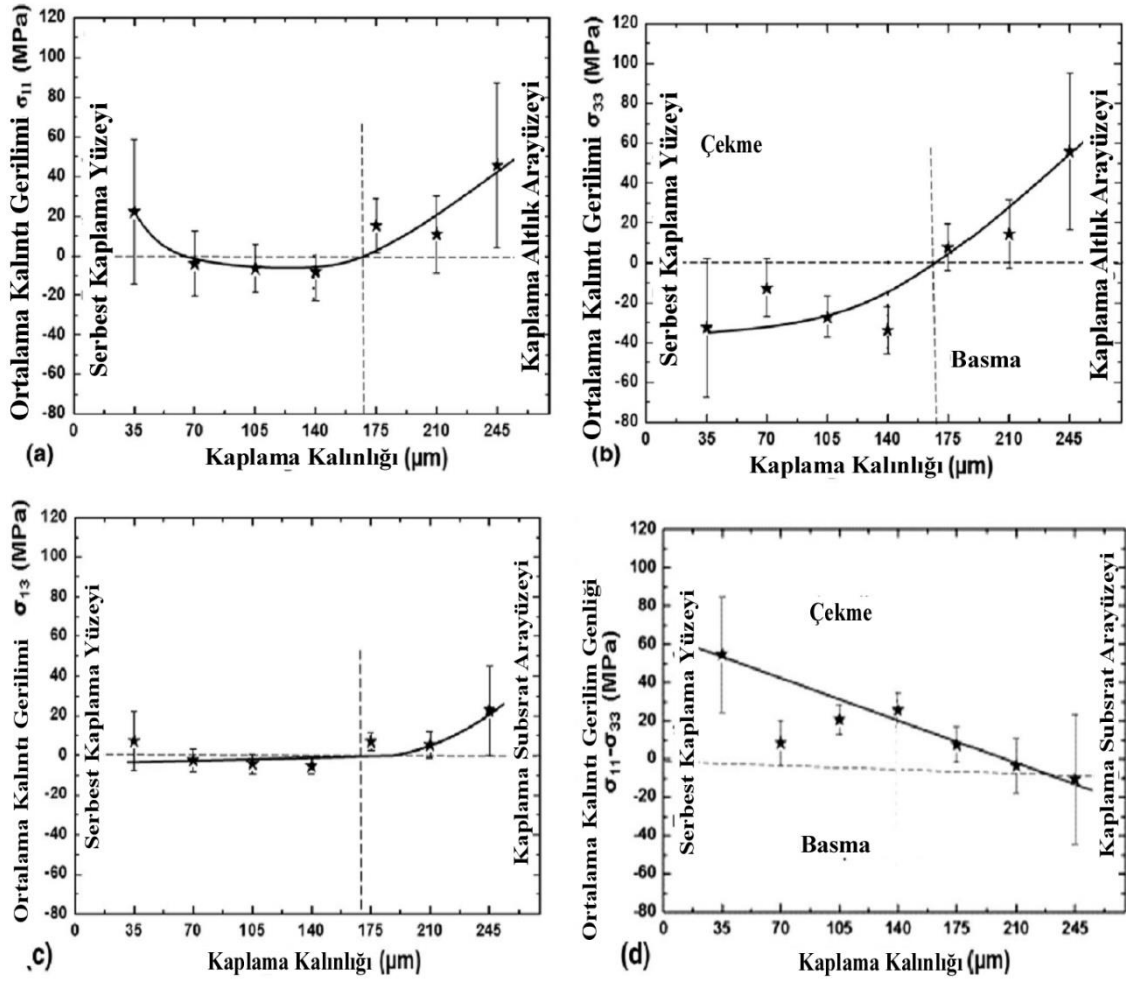 Ortalama Kalıntı Gerilimi σ11 (MPa)
120
100
80
60
40
20
0
-20
-40
-60
-80
Serbest Kaplama Yüzeyi
Kaplama Altlık Arayüzeyi
0 35 70 105 140 175 210 245
(a)
Kaplama Kalınlığı (µm)
Ortalama Kalıntı Gerilimi σ33 (MPa)
120
100
80
60
40
20
0
-20
-40
-60
-80
Serbest Kaplama Yüzeyi
Çekme
Basma
Kaplama Altlık Arayüzeyi
0 35 70 105 140 175 210 245
(b)
Kaplama Kalınlığı (µm)
Ortalama Kalıntı Gerilimi σ13 (MPa)
120
100
80
60
40
20
0
-20
-40
-60
-80
Serbest Kaplama Yüzeyi
Kaplama Subsrat Arayüzeyi
0 35 70 105 140 175 210 245
c)
Kaplama Kalınlığı (µm)
Ortalama Kalıntı Gerilim Genliği
σ11-σ33 (MPa)
120
100
80
60
40
20
0
-20
-40
-60
-80
Serbest Kaplama Yüzeyi
Çekme
Basma
Kaplama Subsrat Arayüzeyi
0 35 70 105 140 175 210 245
(d)
Kaplama Kalınlığı (µm)